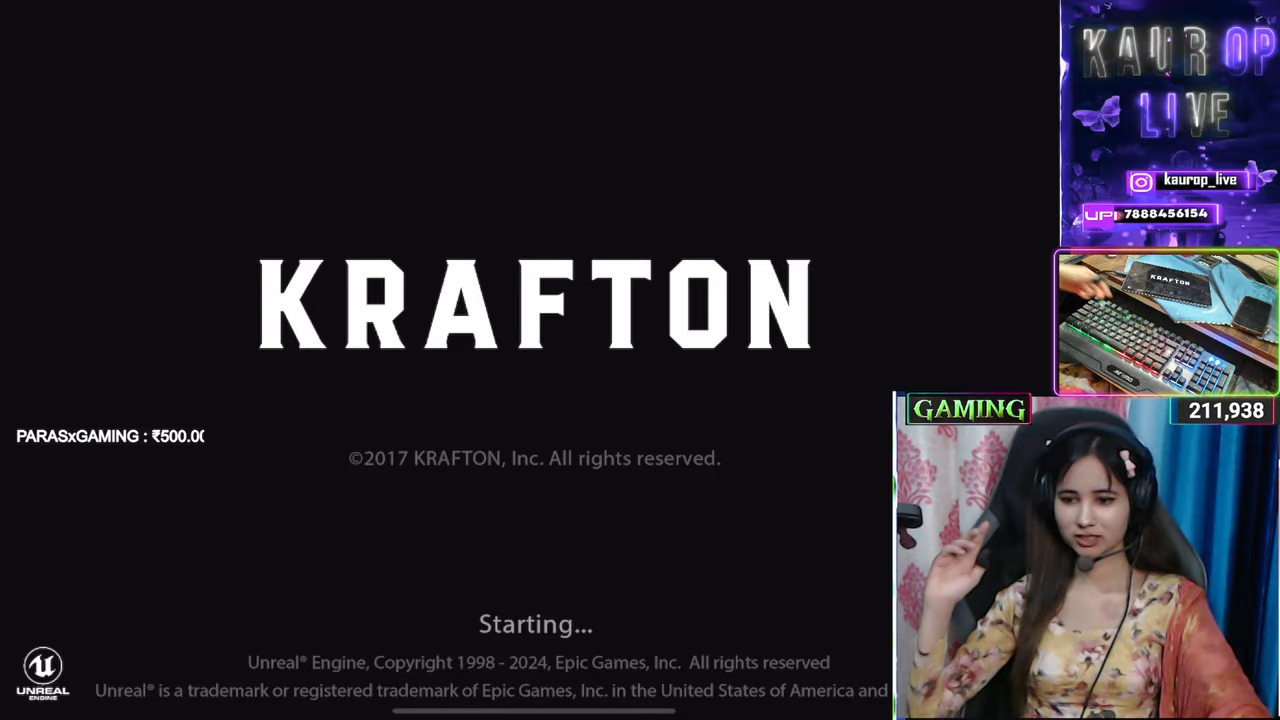 KAUR OP
LIVE
kaurop_live
UPI 7888456154
KRAFTON
KRAFTON
GAMING
211,938
PARASxGAMING : ₹500.00
©2017 KRAFTON, Inc. All rights reserved.
Starting...
Unreal® Engine, Copyright 1998 - 2024, Epic Games, Inc. All rights reserved
Unreal® is a trademark or registered trademark of Epic Games, Inc. in the United States of America and
UNREAL
ENGINE